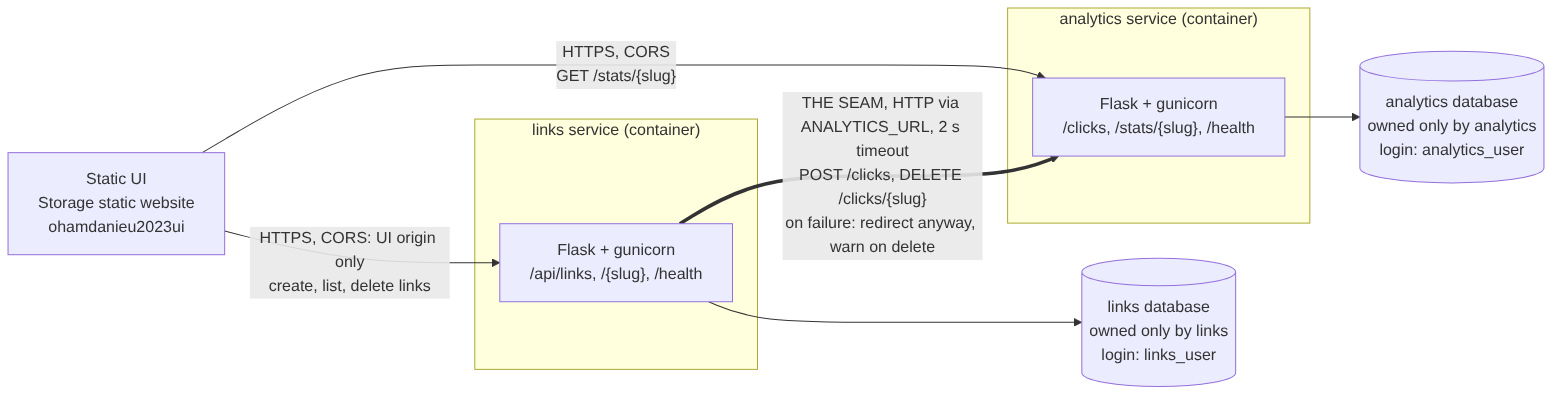 HTTPS, CORS
GET /stats/{slug}
Static UI
Storage static website
ohamdanieu2023ui
HTTPS, CORS: UI origin
only
create, list, delete links
links service (container)
Flask + gunicorn
/api/links, /{slug}, /health
THE SEAM, HTTP via
ANALYTICS_URL, 2 s
timeout
POST /clicks, DELETE
/clicks/{slug}
on failure: redirect anyway,
warn on delete
analytics service (container)
Flask + gunicorn
/clicks, /stats/{slug}, /health
analytics database
owned only by analytics
login: analytics_user
links database
owned only by links
login: links_user